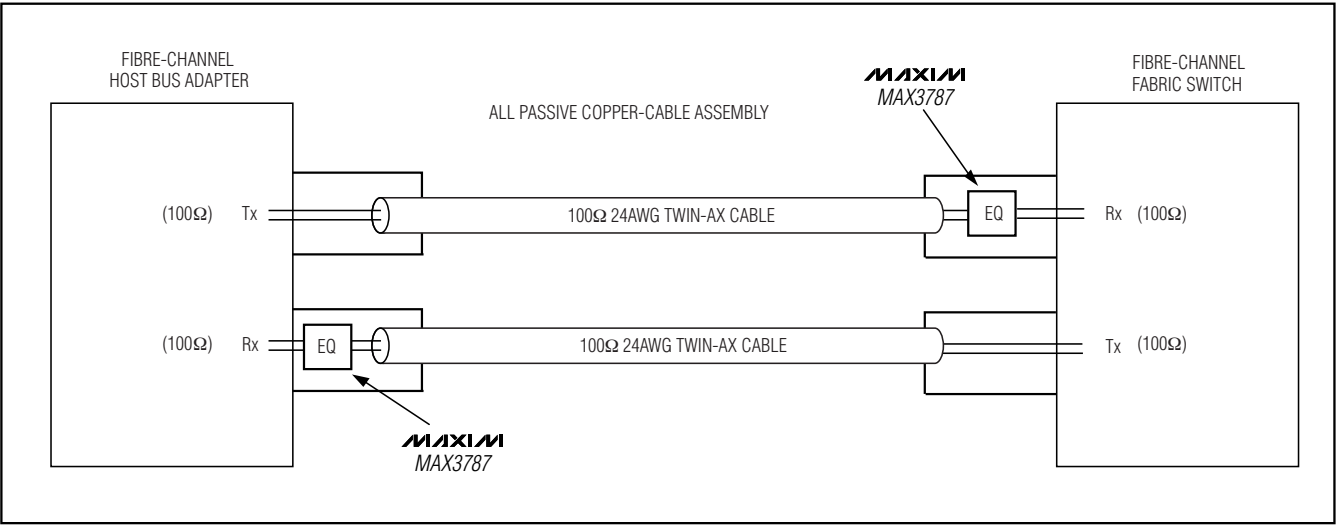 FIBRE-CHANNEL
HOST BUS ADAPTER
ALL PASSIVE COPPER-CABLE ASSEMBLY
MAXIM
MAX3787
FIBRE-CHANNEL
FABRIC SWITCH
(100Ω) Tx
100Ω 24AWG TWIN-AX CABLE
EQ
Rx (100Ω)
(100Ω) Rx
EQ
100Ω 24AWG TWIN-AX CABLE
Tx (100Ω)
MAXIM
MAX3787